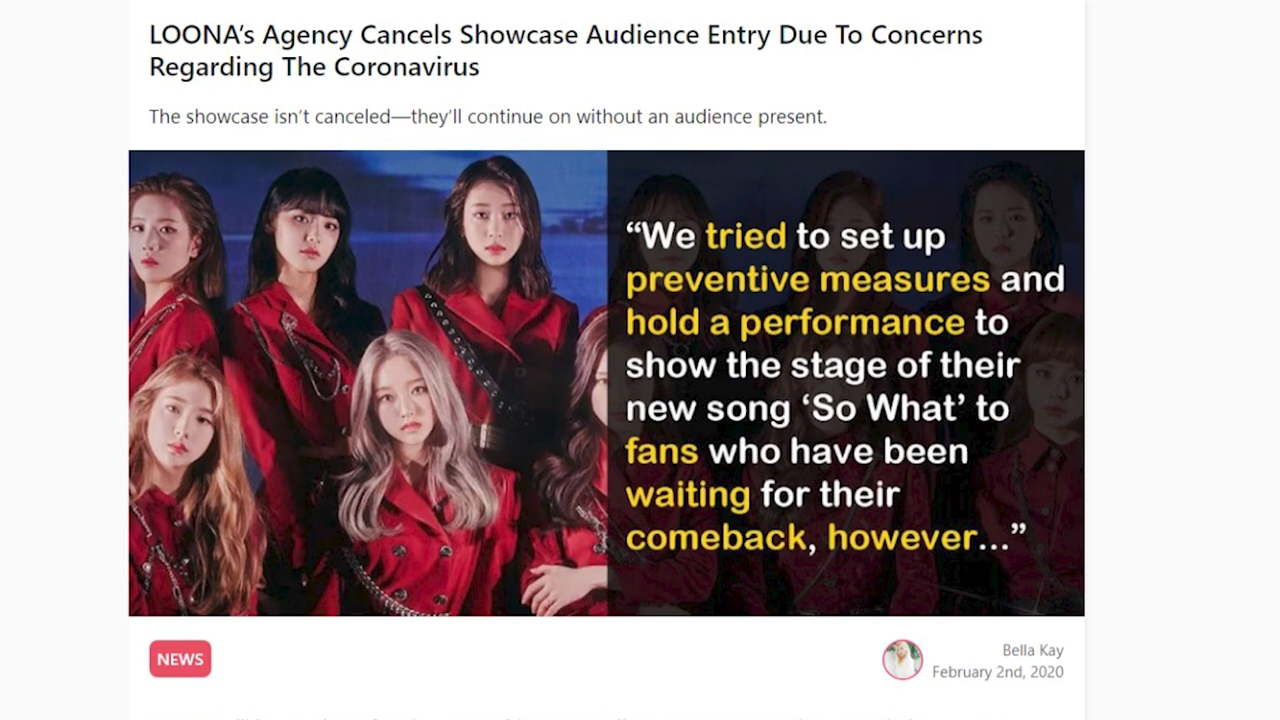 LOONA’s Agency Cancels Showcase Audience Entry Due To Concerns
Regarding The Coronavirus
The showcase isn’t canceled—they’ll continue on without an audience present.
“We tried to set up
preventive measures and
hold a performance to
show the stage of their
new song ‘So What’ to
fans who have been
waiting for their
comeback, however...”
NEWS
Bella Kay
February 2nd, 2020